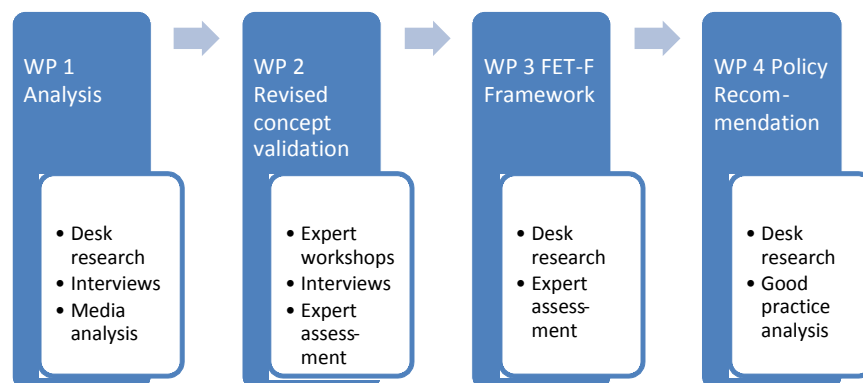 WP 1
Analysis
• Desk
research
• Interviews
• Media
analysis
WP 2
Revised
concept
validation
• Expert
workshops
• Interviews
• Expert
assess-
ment
WP 3 FET-F
Framework
• Desk
research
• Expert
assess-
ment
WP 4 Policy
Recom-
mendation
• Desk
research
• Good
practice
analysis